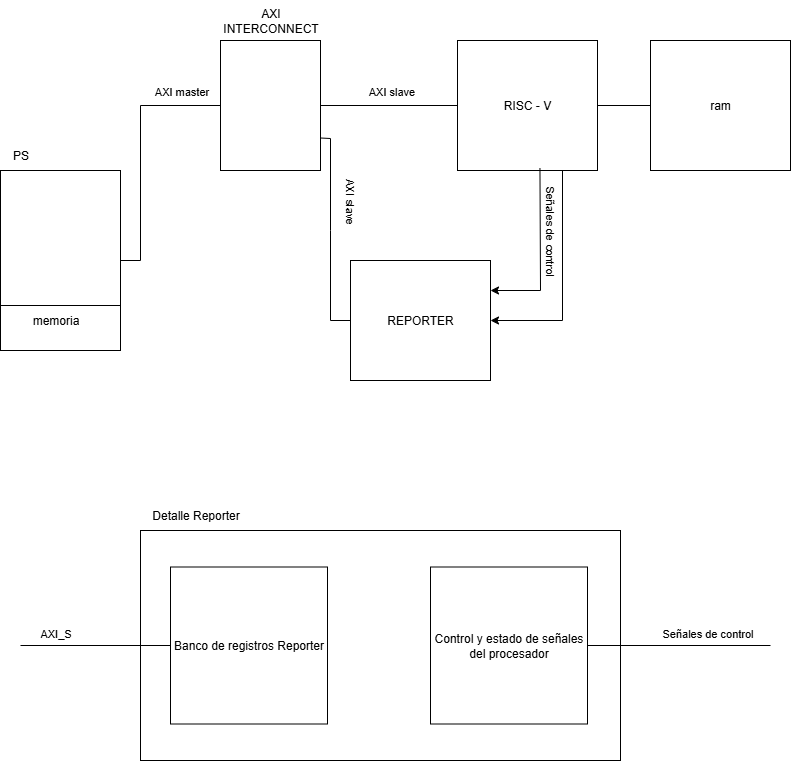 AXI
INTERCONNECT
AXI master
AXI slave
RISC - V
ram
PS
AXI slave
Señales de control
memoria
REPORTER
Detalle Reporter
AXI_S
Banco de registros Reporter
Control y estado de señales
del procesador
Señales de control